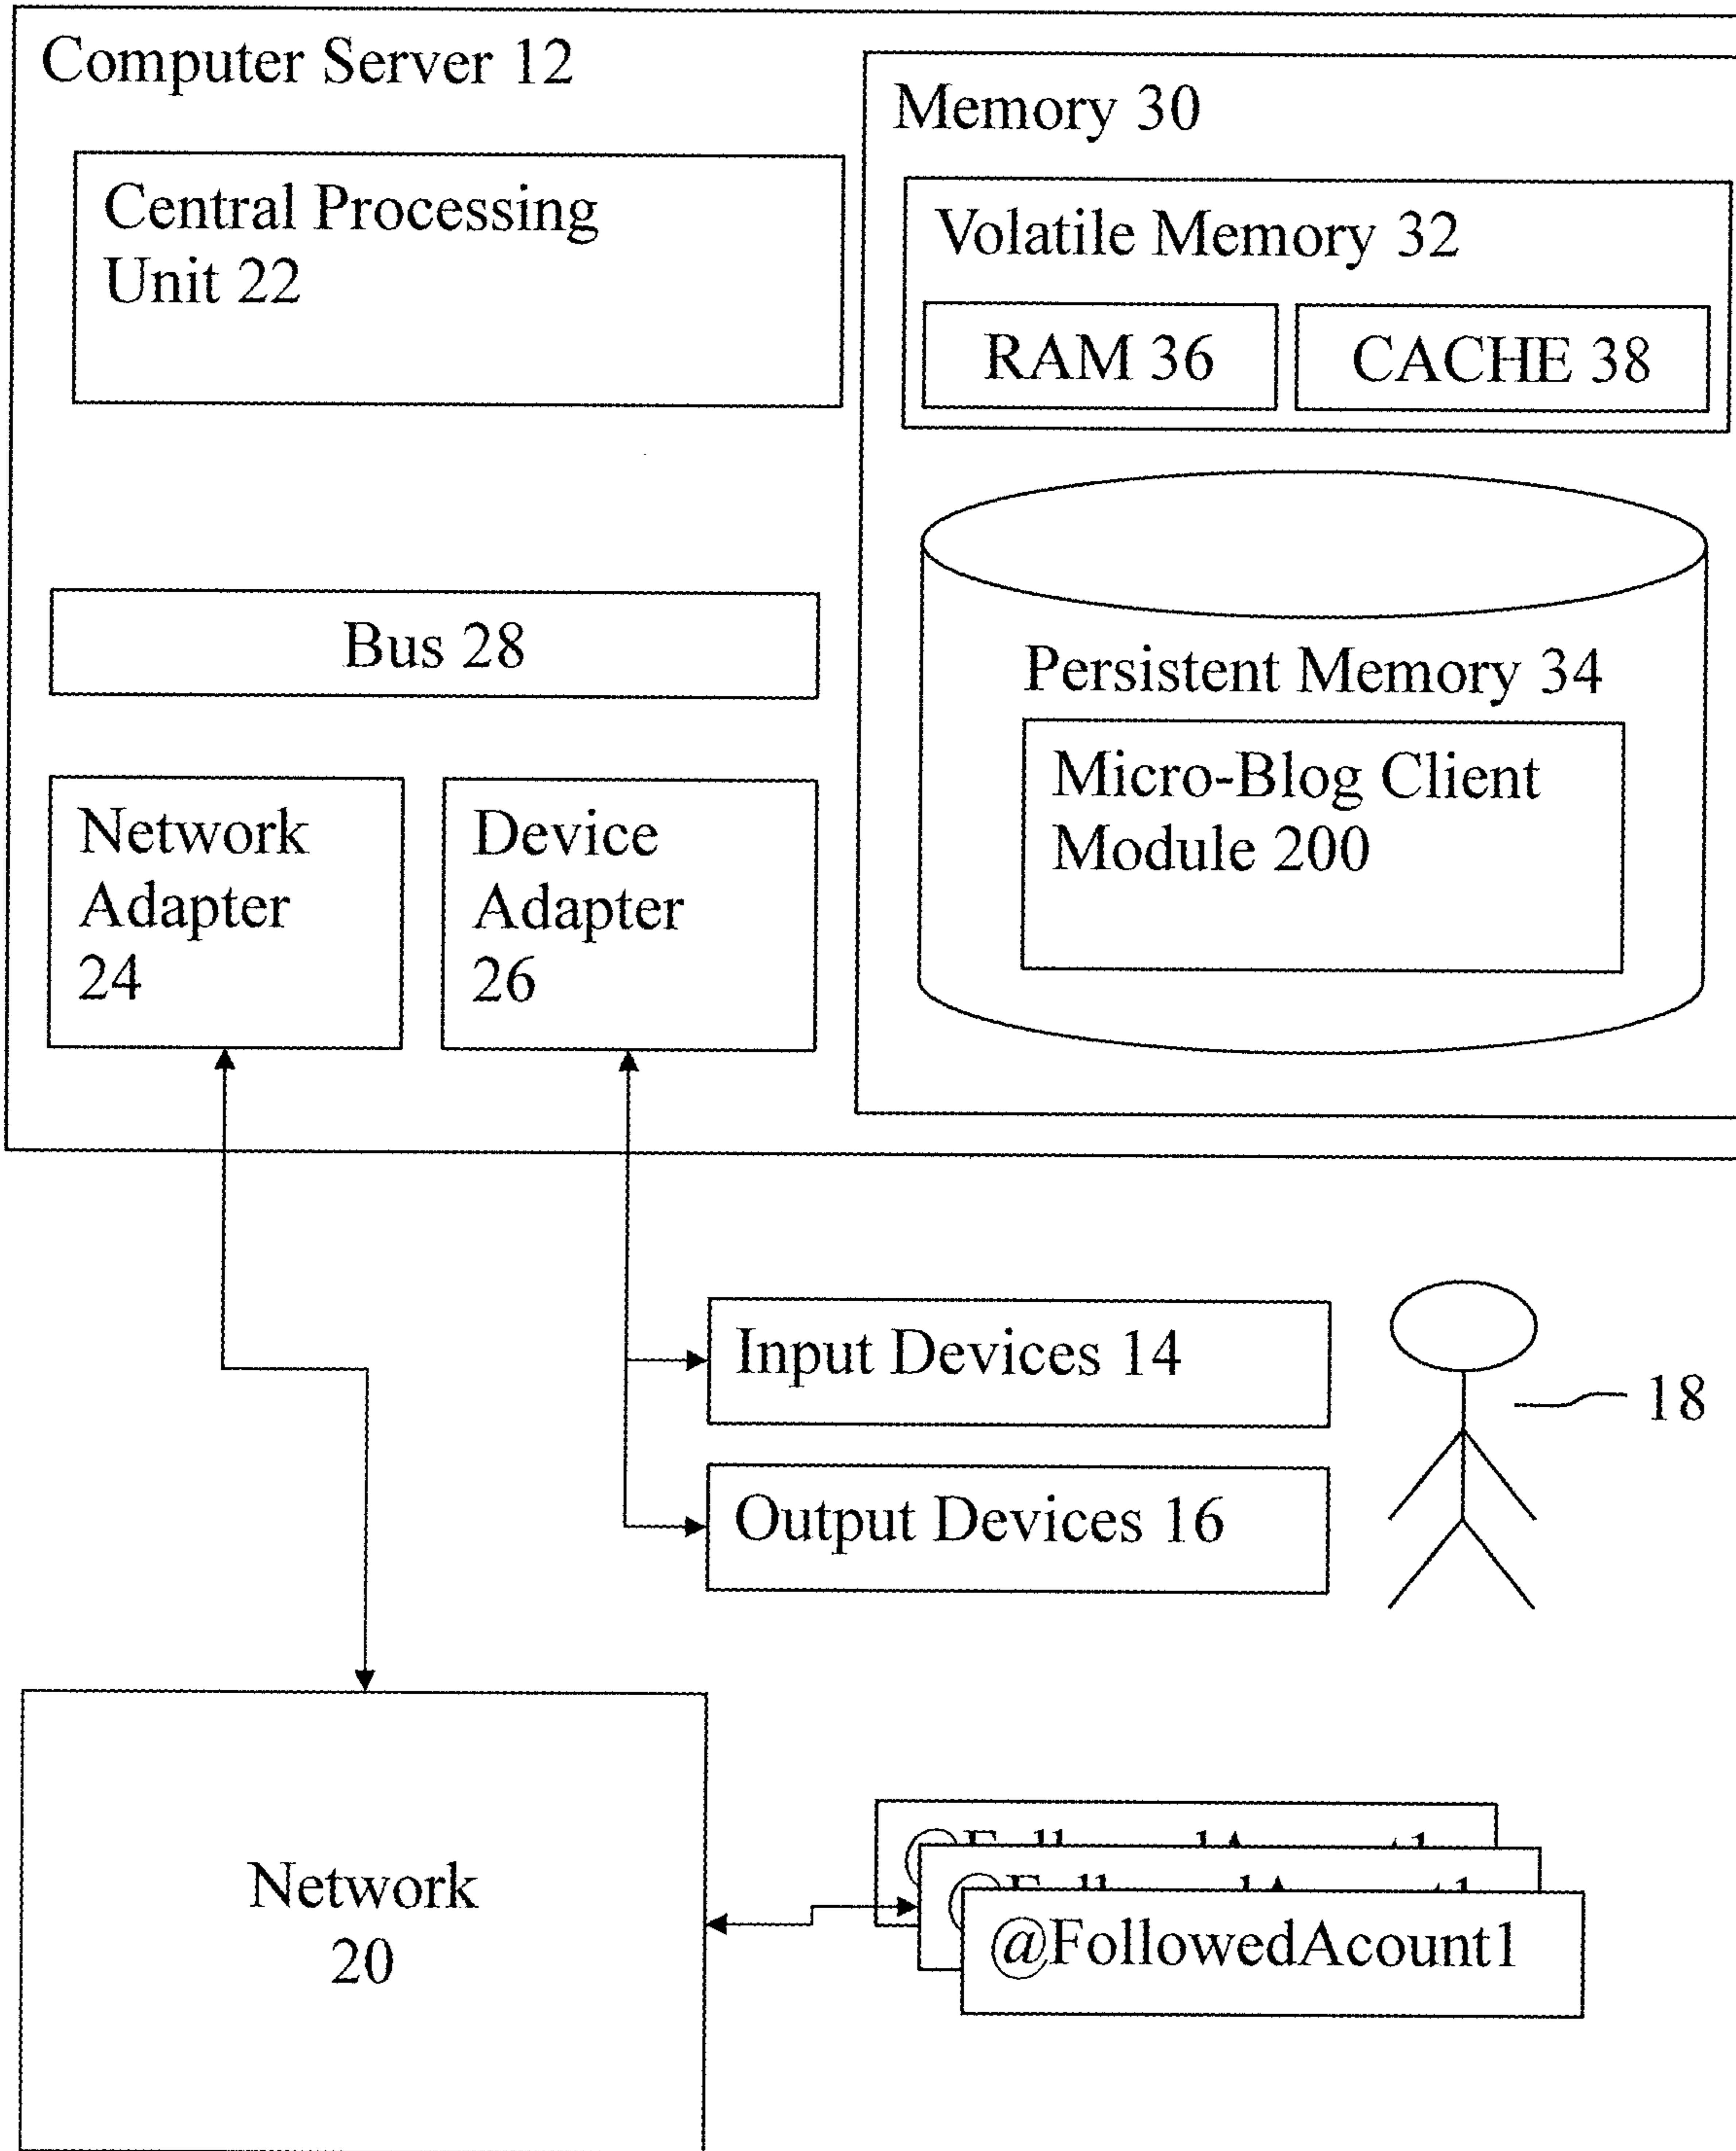 Computer Server 12
Memory 30
Central Processing
Unit 22
Volatile Memory 32
RAM 36
CACHE 38
Bus 28
Persistent Memory 34
Micro-Blog Client
Module 200
Network
Adapter
24
Device
Adapter
26
Input Devices 14
18
Output Devices 16
Network
20
@FollowedAcount1